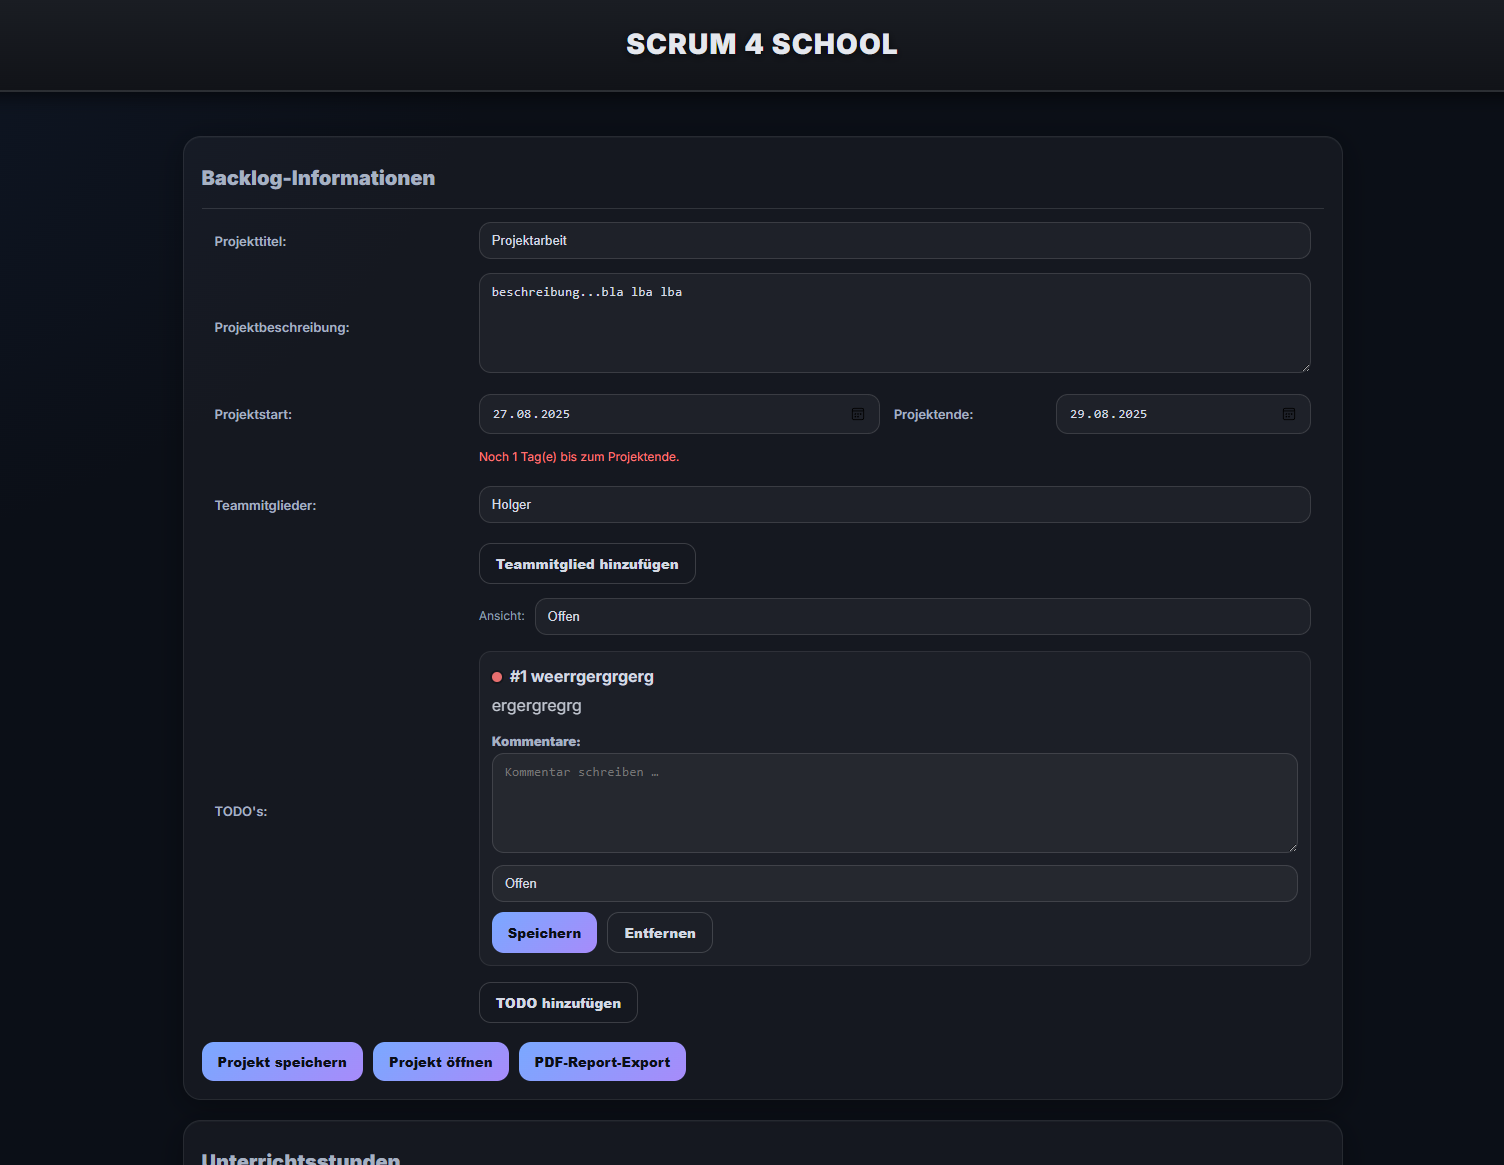 SCRUM 4 SCHOOL
Backlog-Informationen
Projekttitel:
Projektarbeit
Projektbeschreibung:
beschreibung...bla lba lba
Projektstart:
27.08.2025
Projektende:
29.08.2025
Noch 1 Tag(e) bis zum Projektende.
Teammitglieder:
Holger
Teammitglied hinzufügen
Ansicht:
Offen
TODO's:
#1 weerrgergrgerg
ergergregrg
Kommentare:
Kommentar schreiben …
Offen
Speichern
Entfernen
TODO hinzufügen
Projekt speichern
Projekt öffnen
PDF-Report-Export
Unterrichtsstunden